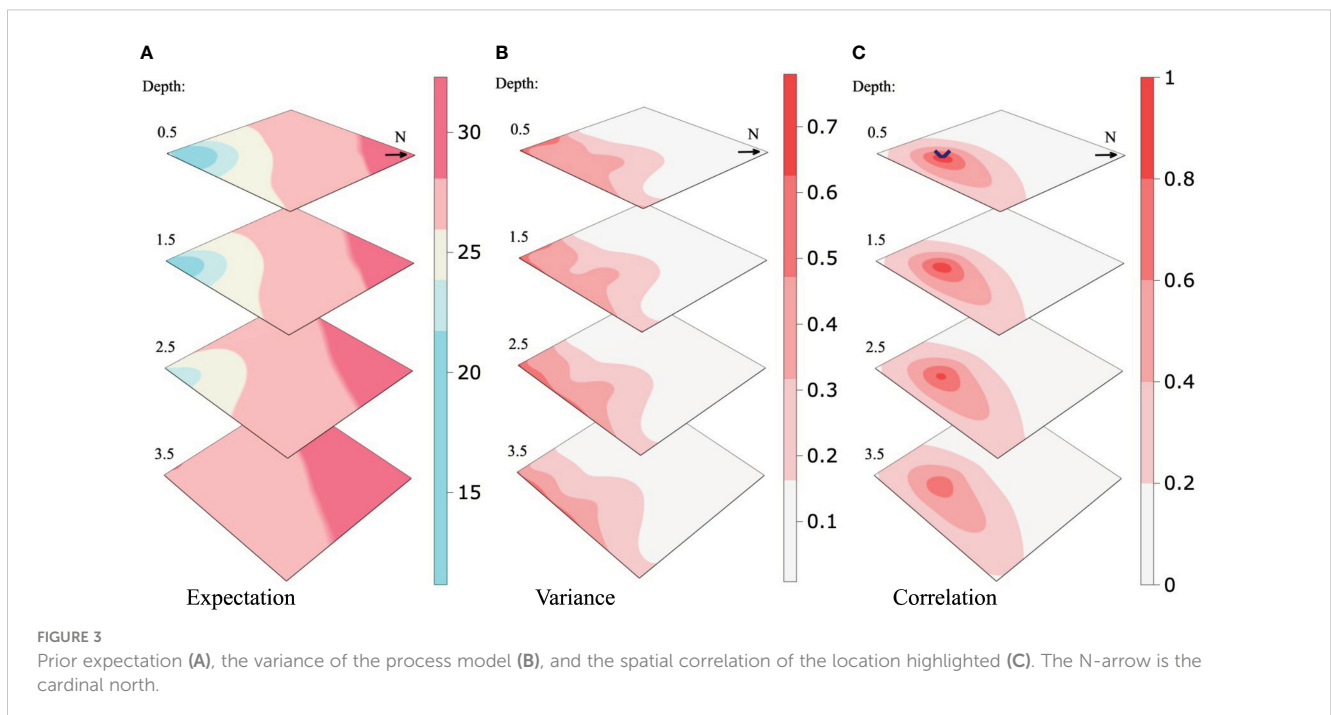 A
Depth:
0.5
N
1.5
2.5
3.5
30
25
20
15
Expectation
B
Depth:
0.5
N
1.5
2.5
3.5
0.7
0.6
0.5
0.4
0.3
0.2
0.1
Variance
C
Depth:
0.5
N
1.5
2.5
3.5
1
0.8
0.6
0.4
0.2
0
Correlation
FIGURE 3
Prior expectation (A), the variance of the process model (B), and the spatial correlation of the location highlighted (C). The N-arrow is the
cardinal north.